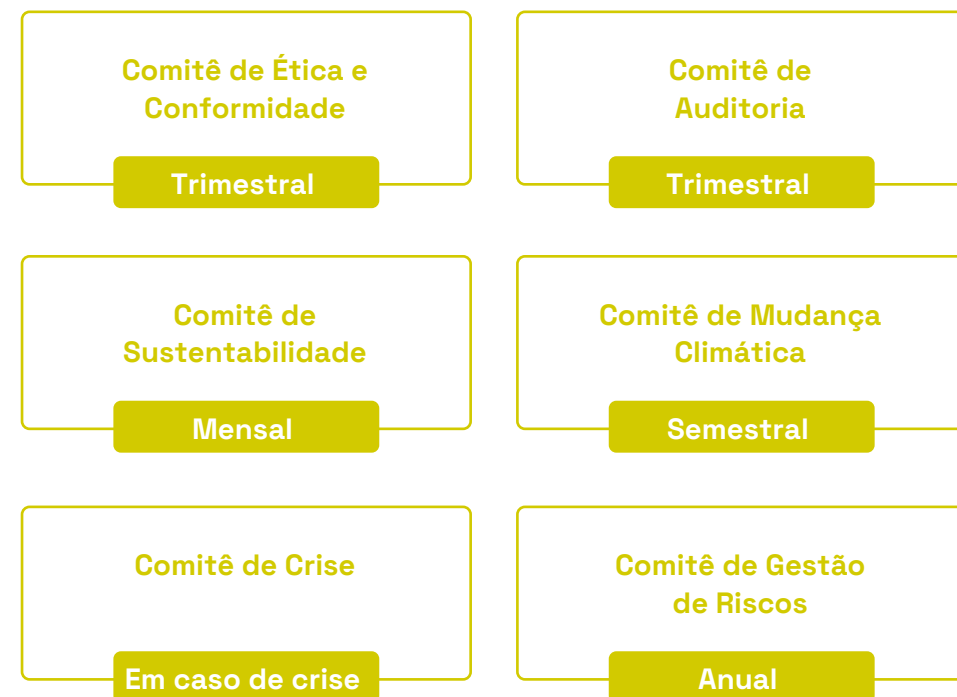 Comitê de Ética e
Conformidade
Trimestral
Comitê de
Auditoria
Trimestral
Comitê de
Sustentabilidade
Mensal
Comitê de Mudança
Climática
Semestral
Comitê de Crise
Em caso de crise
Comitê de Gestão
de Riscos
Anual